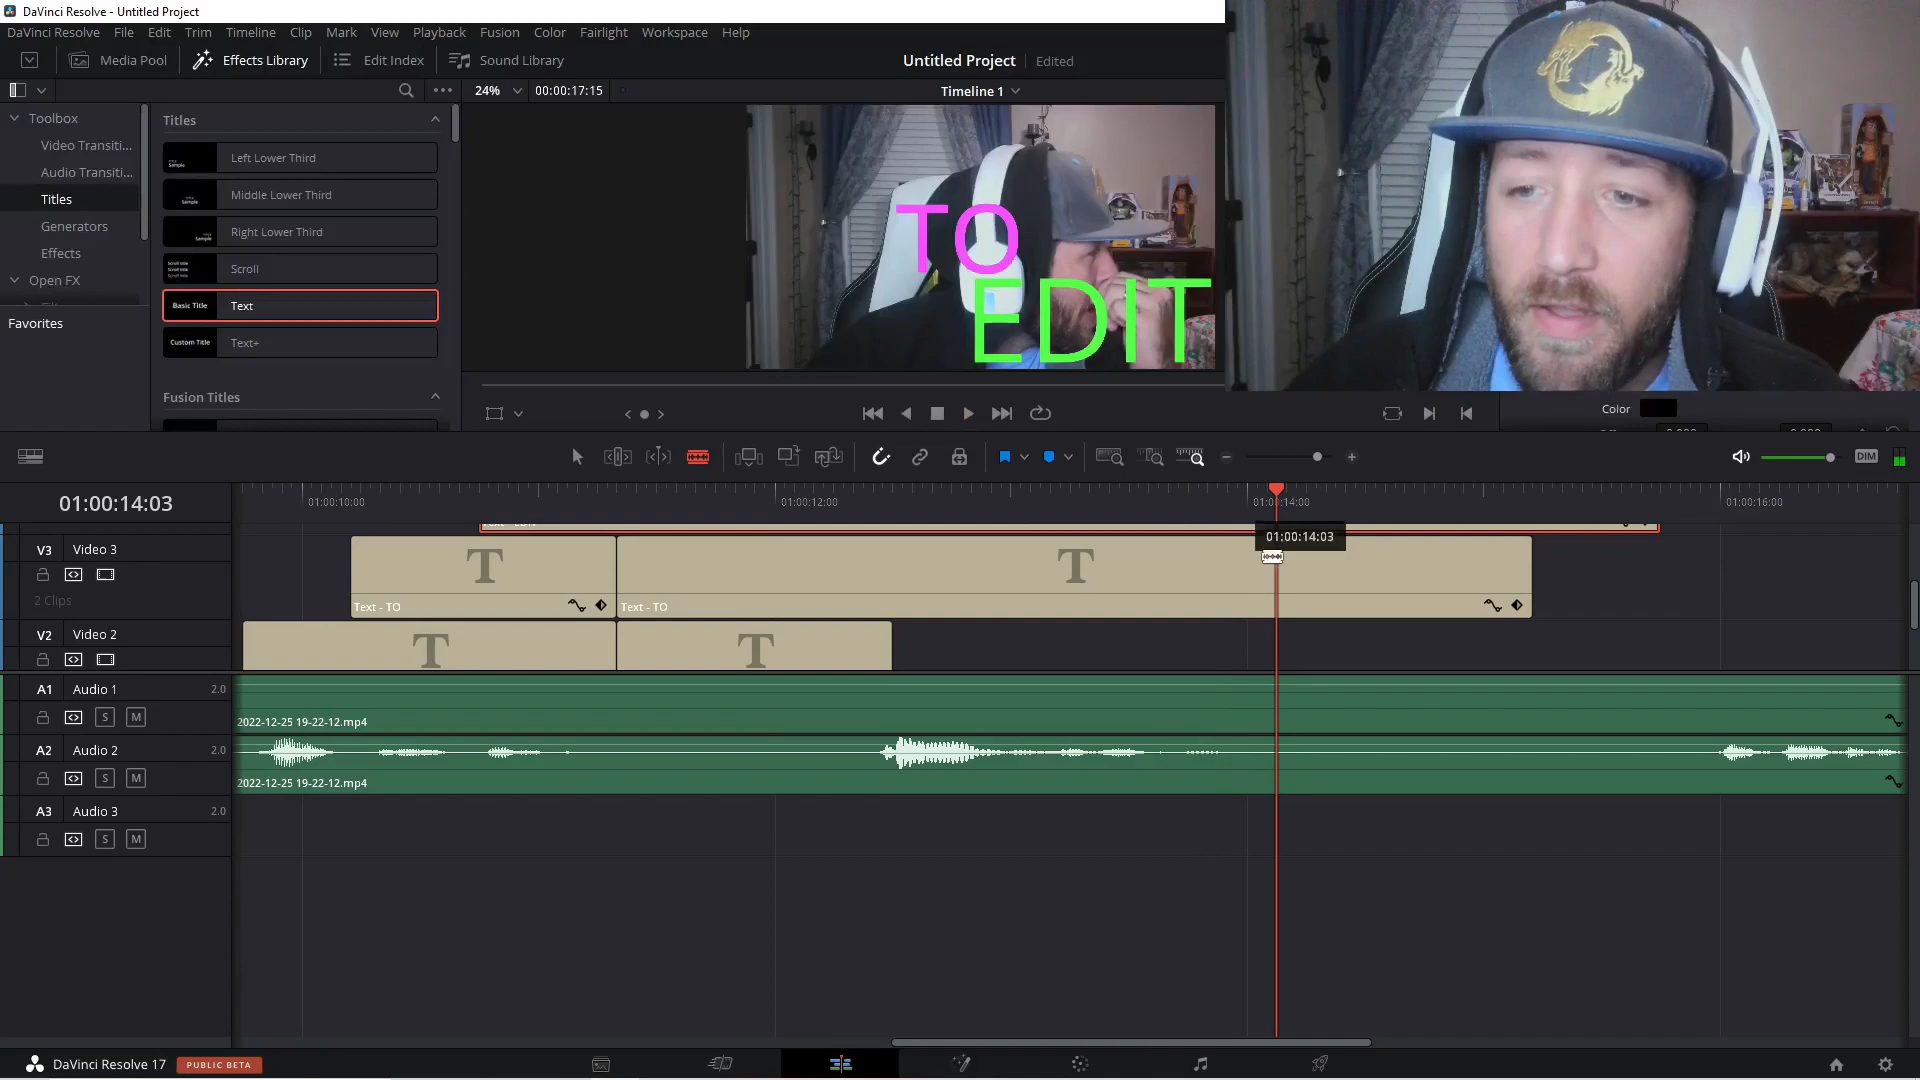 DaVinci Resolve - Untitled Project
DaVinci Resolve File Edit Trim Timeline Clip Mark View Playback Fusion Color Fairlight Workspace Help
Media Pool Effects Library Edit Index Sound Library Untitled Project Edited
24% 00:00:17:15 Timeline 1
Toolbox
Video Transiti...
Audio Transiti...
Titles
Generators
Effects
Open FX
Favorites
Titles
Left Lower Third
Middle Lower Third
Right Lower Third
Scroll
Basic Title Text
Custom Title Text+
Fusion Titles
TO
EDIT
Color
DIM
01:00:14:03
01:00:10:00 01:00:12:00 01:00:14:00 01:00:16:00
01:00:14:03
V3 Video 3
2 Clips
T T
Text - TO Text - TO
V2 Video 2
T T
A1 Audio 1 2.0
S M
2022-12-25 19-22-12.mp4
A2 Audio 2 2.0
S M
2022-12-25 19-22-12.mp4
A3 Audio 3 2.0
S M
DaVinci Resolve 17 PUBLIC BETA